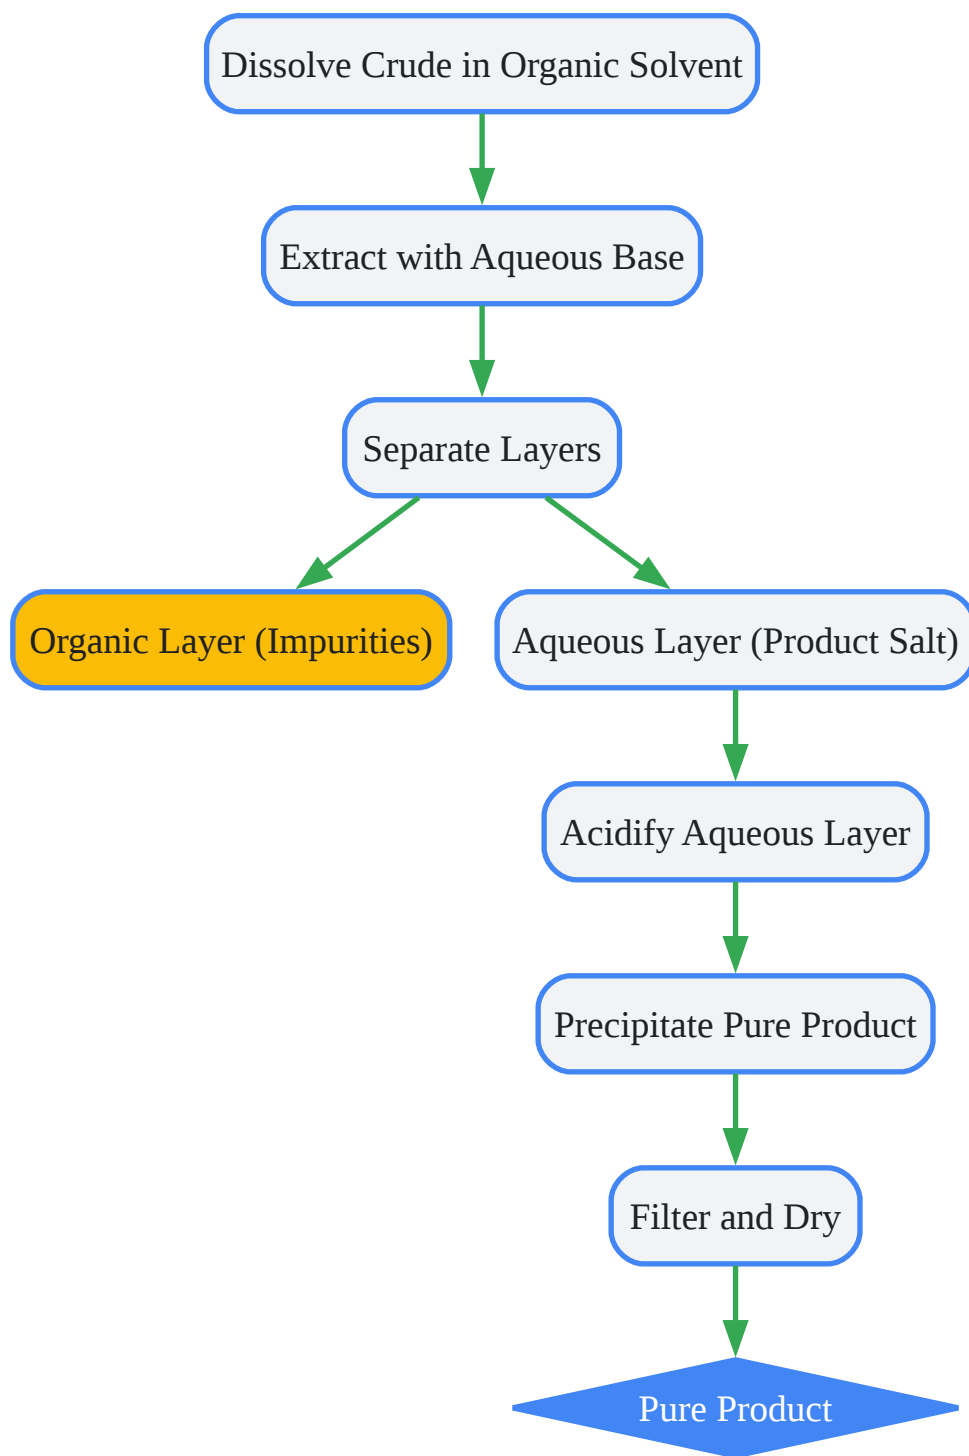 Dissolve Crude in Organic Solvent
Extract with Aqueous Base
Separate Layers
Organic Layer (Impurities)
Aqueous Layer (Product Salt)
Acidify Aqueous Layer
Precipitate Pure Product
Filter and Dry
Pure Product